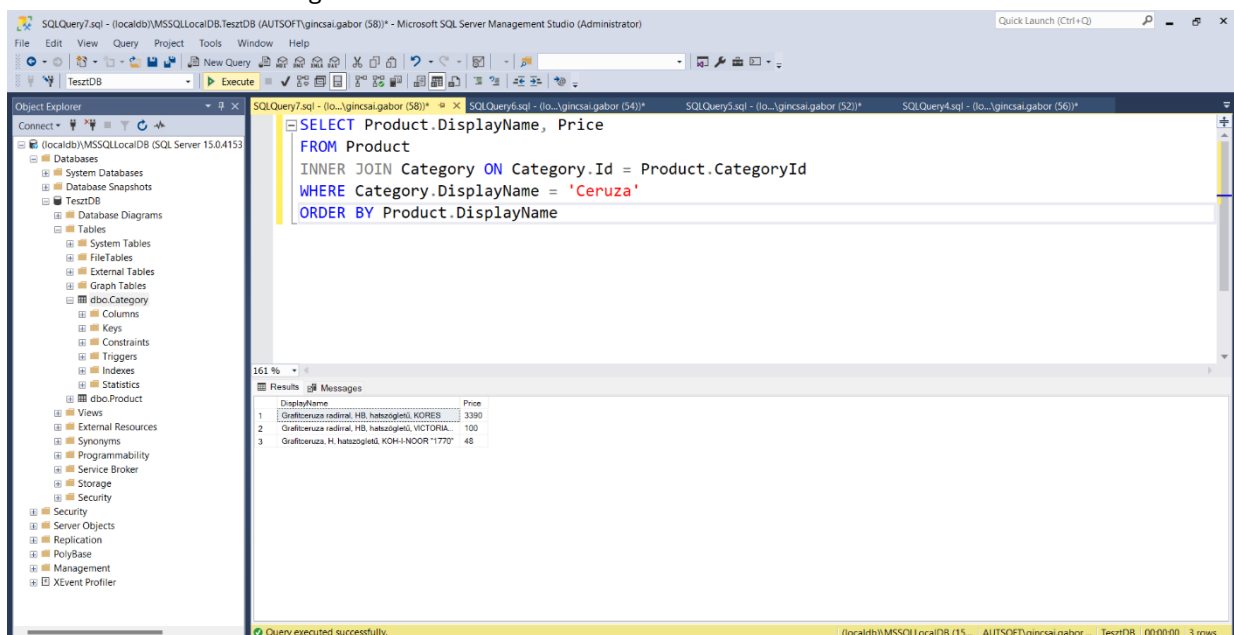 SQLQuery7.sql - (localdb)\MSSQLLocalDB.TesztDB (AUTSOFT\gincsai.gabor (58))* - Microsoft SQL Server Management Studio (Administrator)
Quick Launch (Ctrl+Q)
File Edit View Query Project Tools Window Help
New Query
TesztDB
Execute
Object Explorer
Connect
(localdb)\MSSQLLocalDB (SQL Server 15.0.4153
Databases
System Databases
Database Snapshots
TesztDB
Database Diagrams
Tables
System Tables
FileTables
External Tables
Graph Tables
dbo.Category
Columns
Keys
Constraints
Triggers
Indexes
Statistics
dbo.Product
Views
External Resources
Synonyms
Programmability
Service Broker
Storage
Security
Security
Server Objects
Replication
PolyBase
Management
XEvent Profiler
SQLQuery7.sql - (lo...\gincsai.gabor (58))* SQLQuery6.sql - (lo...\gincsai.gabor (54))* SQLQuery5.sql - (lo...\gincsai.gabor (52))* SQLQuery4.sql - (lo...\gincsai.gabor (56))*
SELECT Product.DisplayName, Price
FROM Product
INNER JOIN Category ON Category.Id = Product.CategoryId
WHERE Category.DisplayName = 'Ceruza'
ORDER BY Product.DisplayName
161 %
Results Messages
DisplayName Price
1 Grafitceruza radírral, HB, hatszögletű, KORES 3390
2 Grafitceruza radírral, HB, hatszögletű, VICTORIA... 100
3 Grafitceruza, H, hatszögletű, KOH-I-NOOR "1770" 48
Query executed successfully. (localdb)\MSSQLLocalDB (15... AUTSOFT\gincsai.gabor ... TesztDB 00:00:00 3 rows